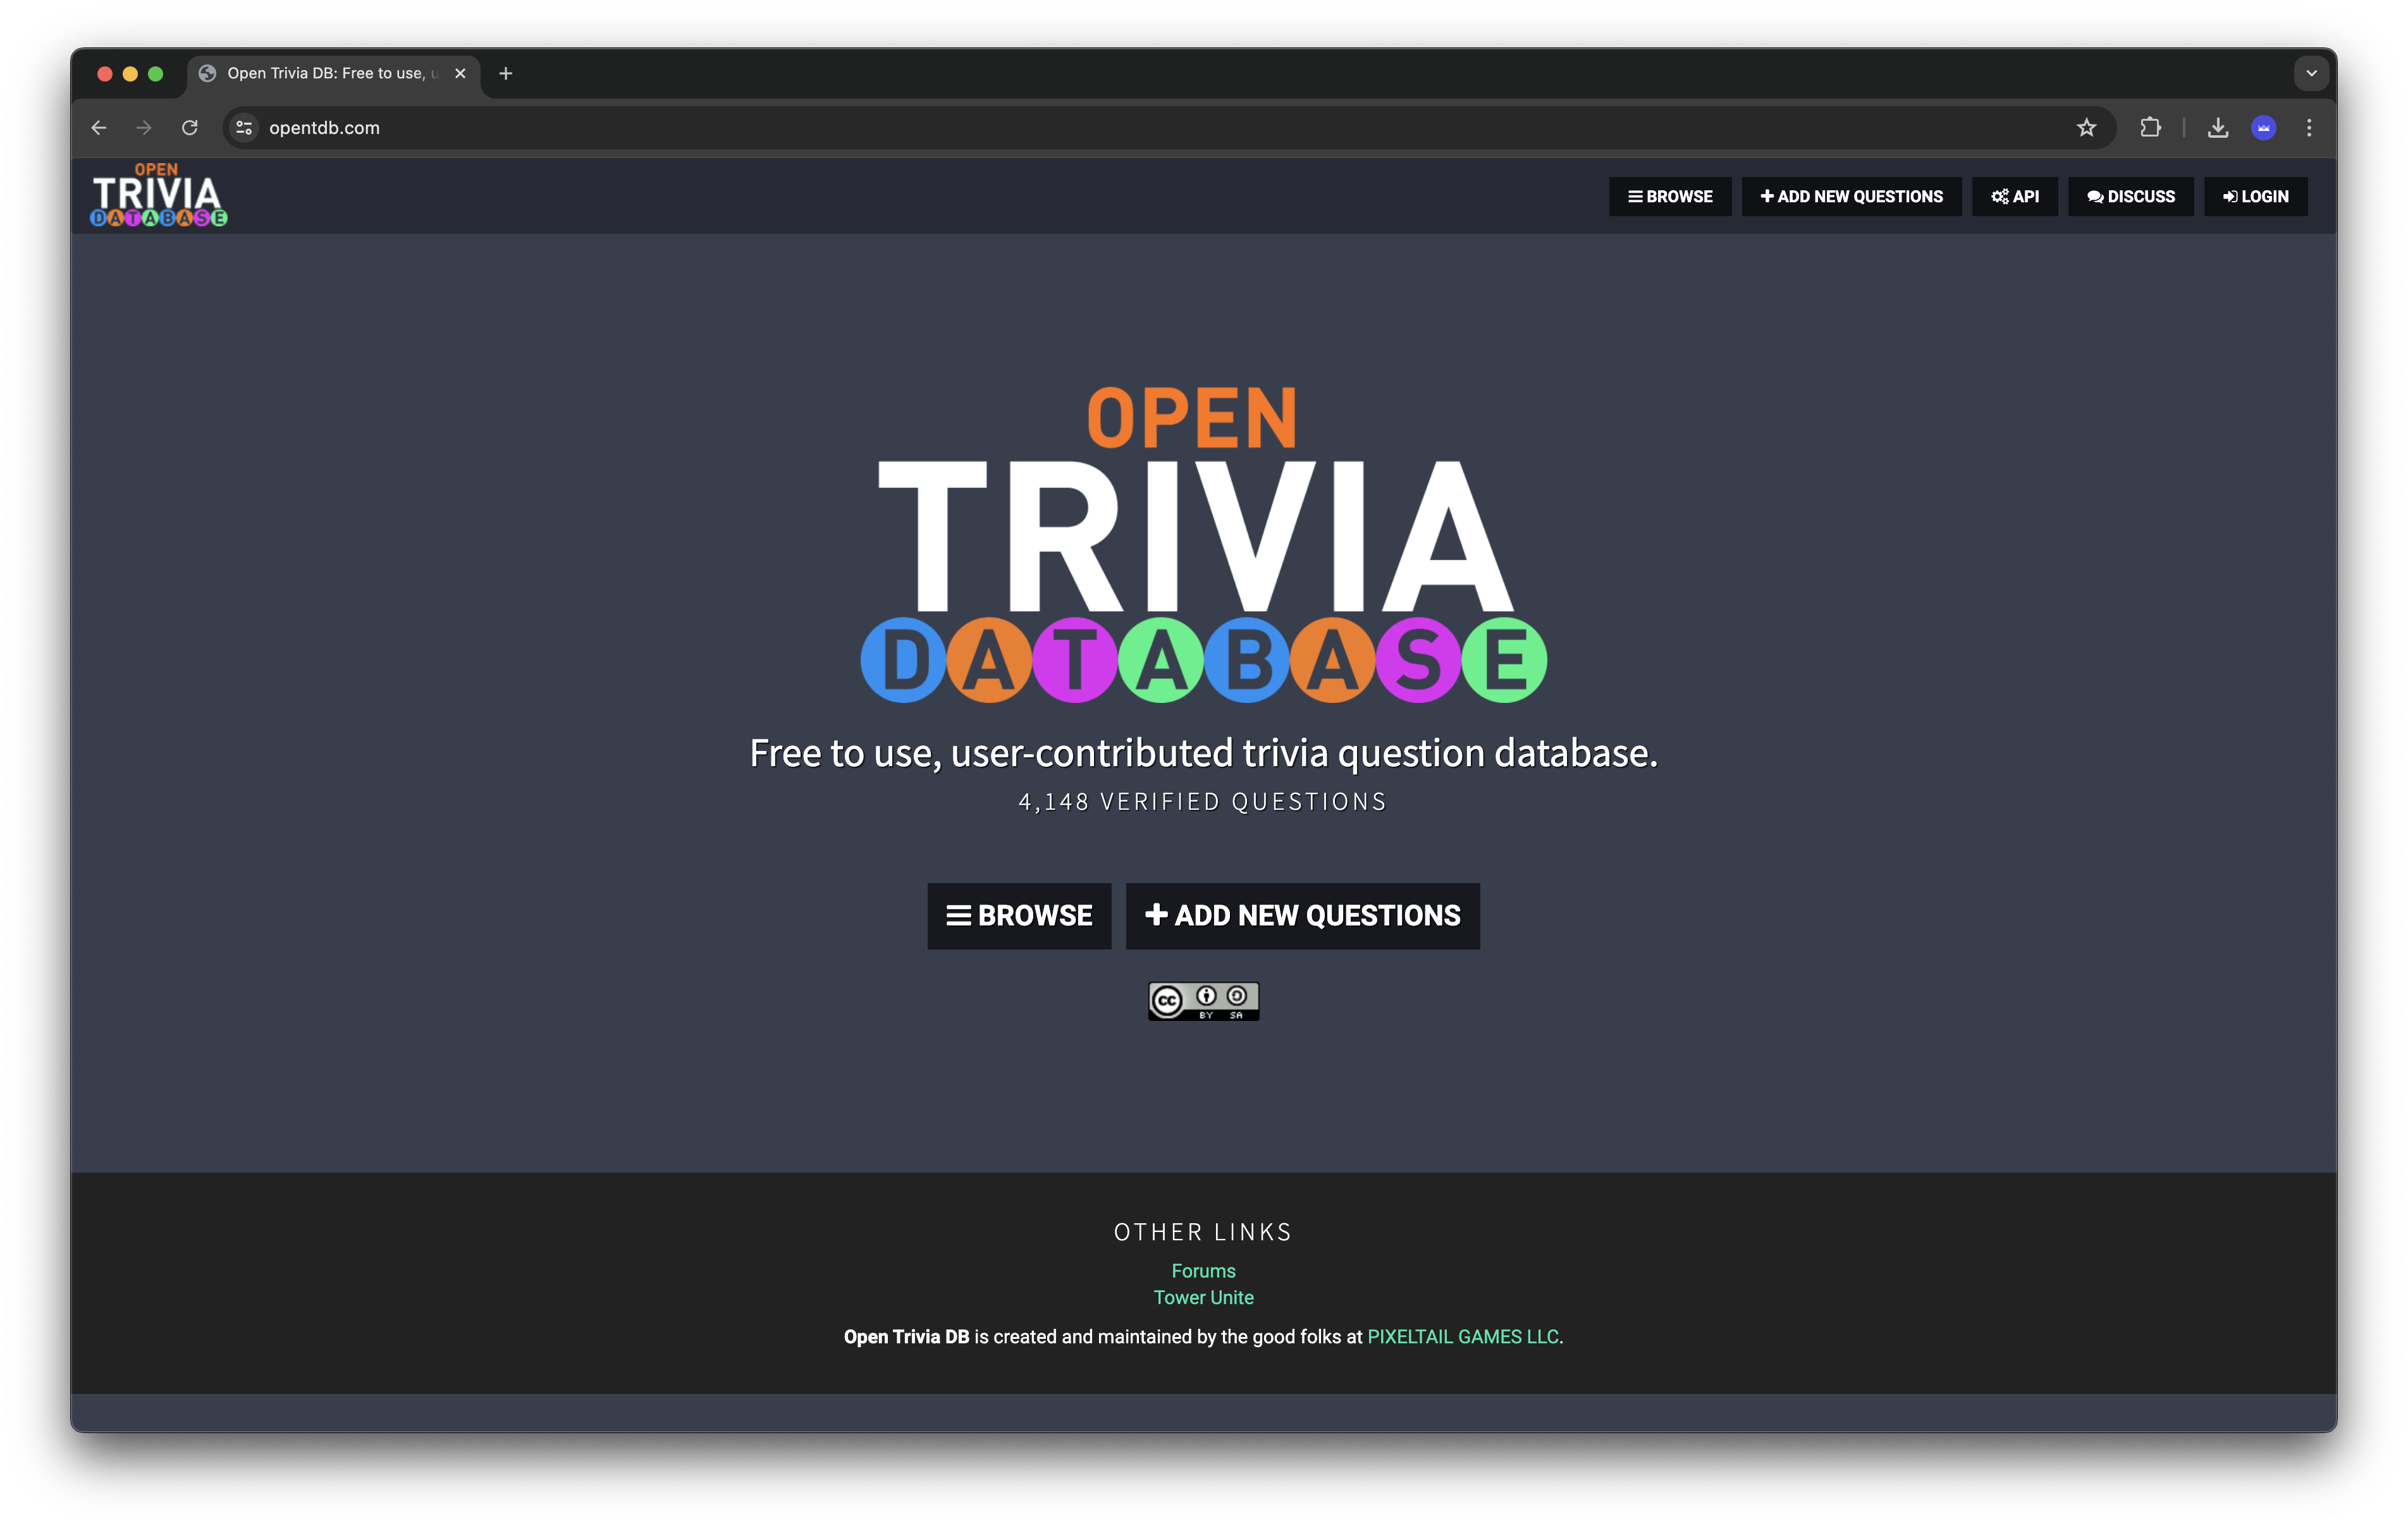 Open Trivia DB: Free to use,
opentdb.com
OPEN
TRIVIA
DATABASE
BROWSE
ADD NEW QUESTIONS
API
DISCUSS
LOGIN
OPEN
TRIVIA
DATABASE
Free to use, user-contributed trivia question database.
4,148 VERIFIED QUESTIONS
BROWSE
ADD NEW QUESTIONS
cc
BY SA
OTHER LINKS
Forums
Tower Unite
Open Trivia DB is created and maintained by the good folks at PIXELTAIL GAMES LLC.